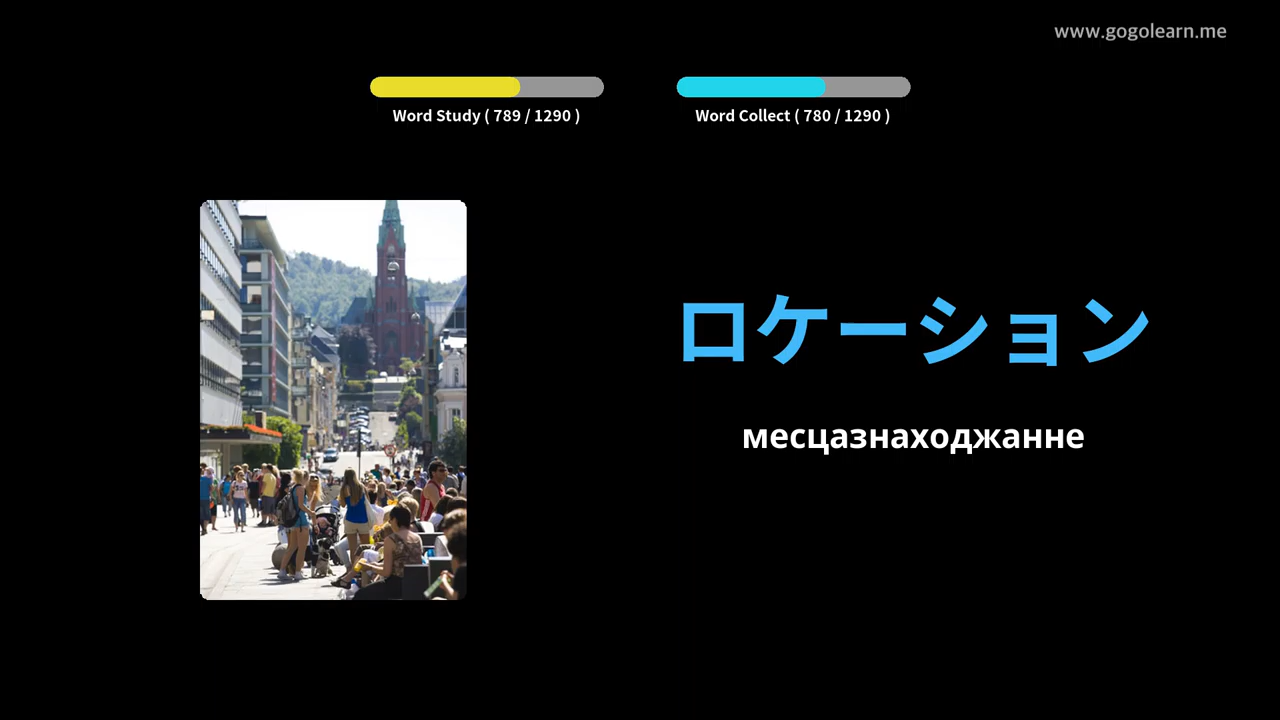 www.gogolearn.me
Word Study ( 789 / 1290 )
Word Collect ( 780 / 1290 )
ロケーション
месцазнаходжанне